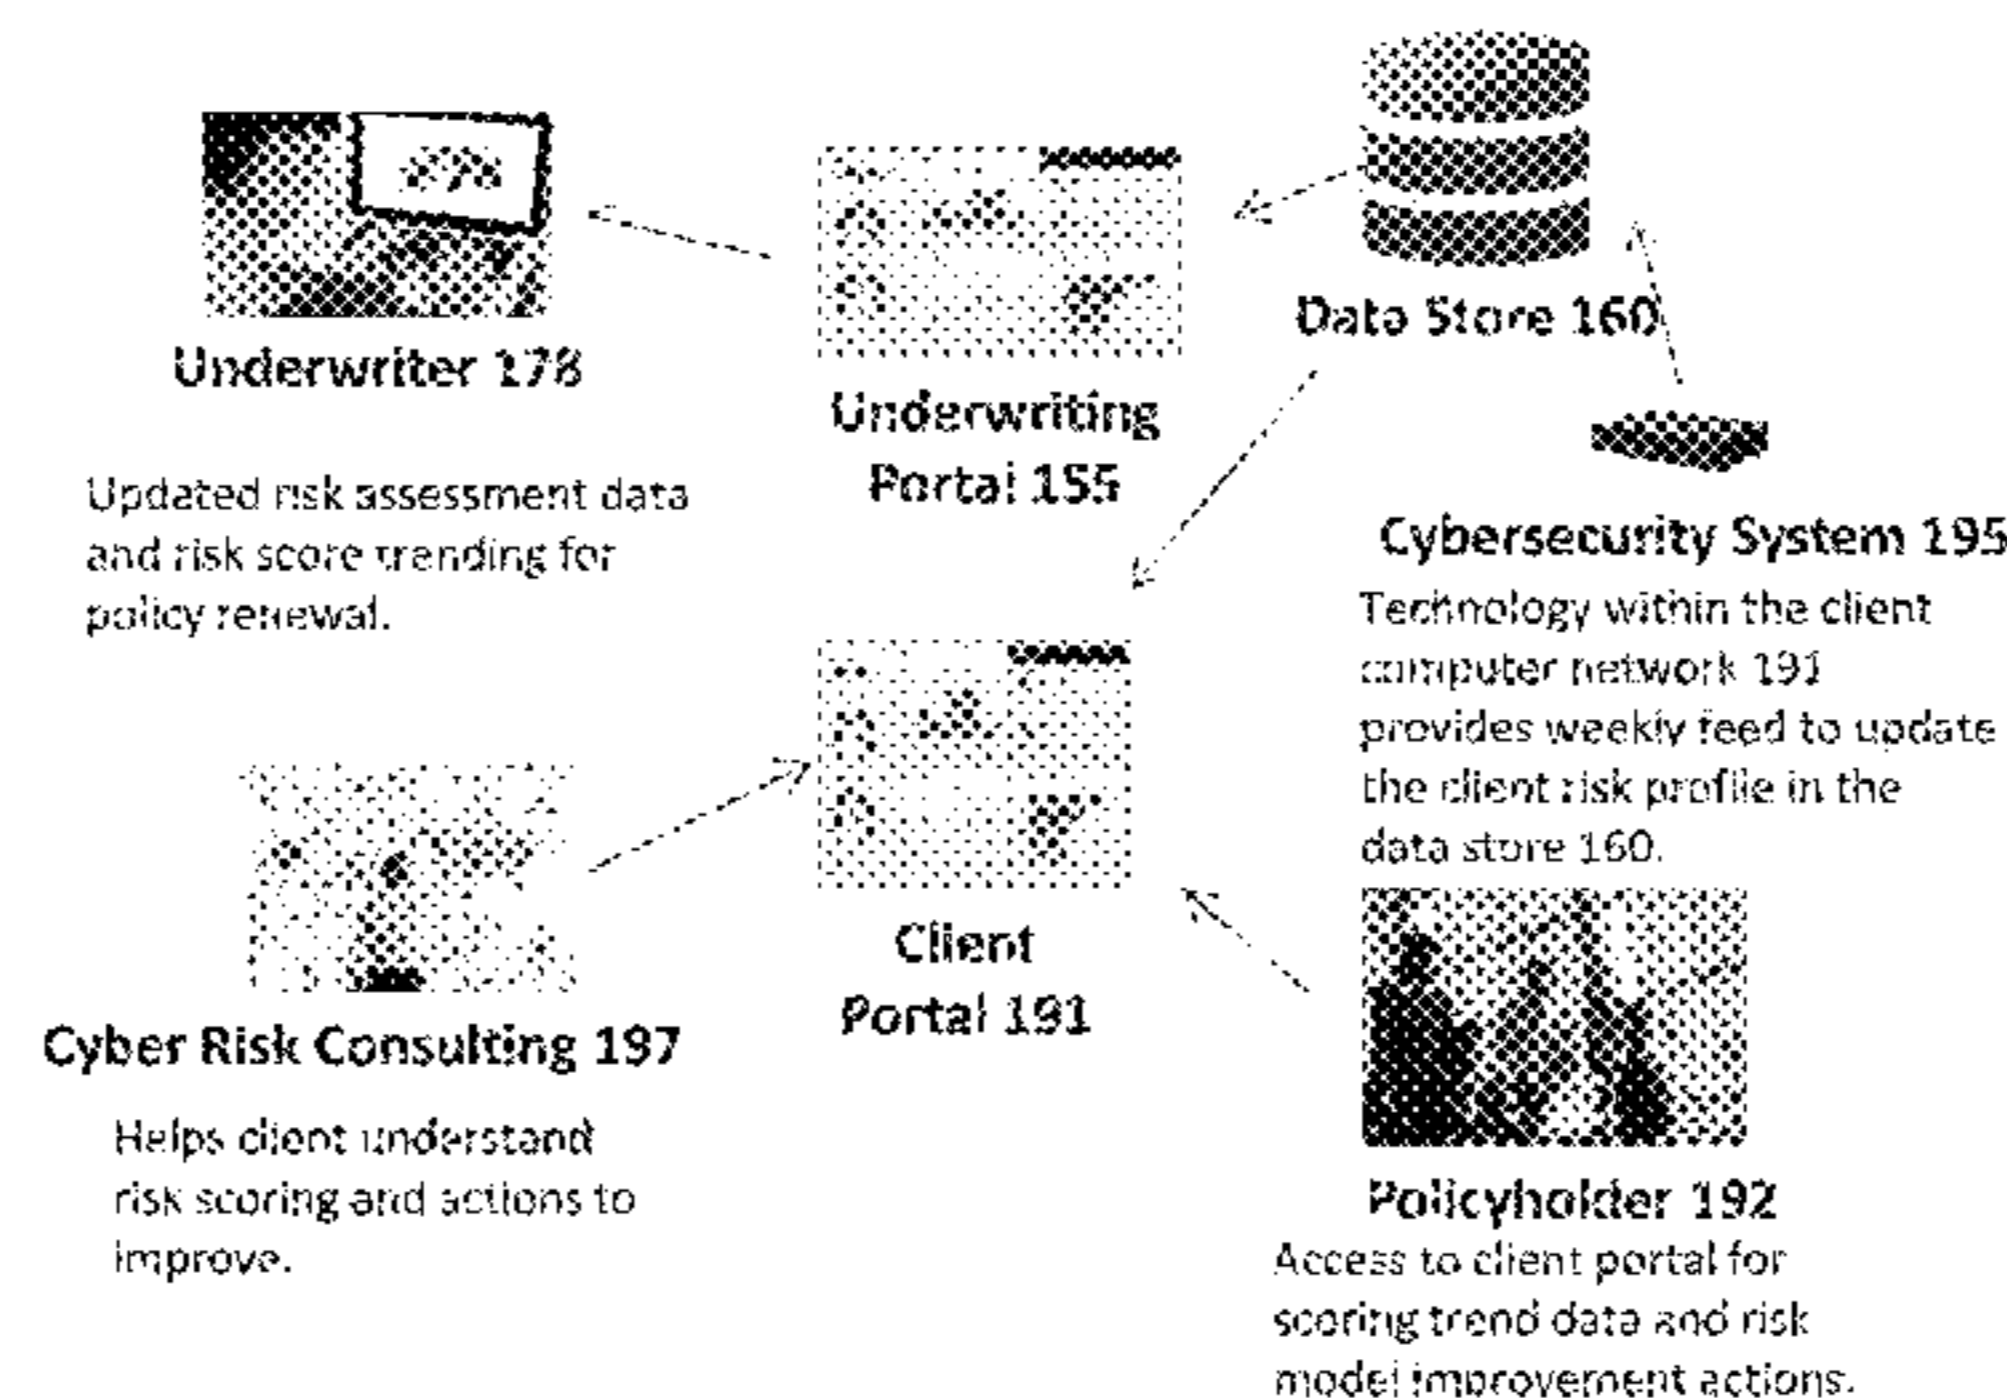 Underwriter 178
Updated risk assessment data
and risk score trending for
policy renewal.
Underwriting
Portal 155
Data Store 160
Cybersecurity System 195
Technology within the client
computer network 191
provides weekly feed to update
the client risk profile in the
data store 160.
Cyber Risk Consulting 197
Helps client understand
risk scoring and actions to
improve.
Client
Portal 191
Policyholder 192
Access to client portal for
scoring trend data and risk
model improvement actions.